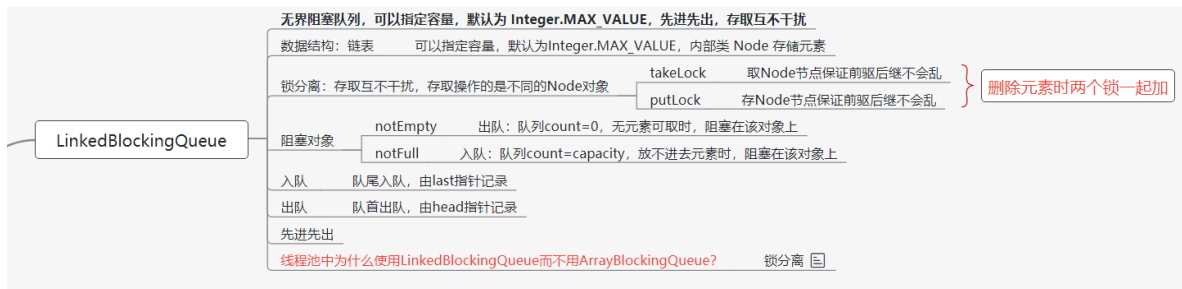 无界阻塞队列，可以指定容量，默认为 Integer.MAX_VALUE，先进先出，存取互不干扰
数据结构：链表 可以指定容量，默认为Integer.MAX_VALUE，内部类 Node 存储元素
锁分离：存取互不干扰，存取操作的是不同的Node对象
takeLock 取Node节点保证前驱后继不会乱
putLock 存Node节点保证前驱后继不会乱
删除元素时两个锁一起加
LinkedBlockingQueue
阻塞对象
notEmpty 出队：队列count=0，无元素可取时，阻塞在该对象上
notFull 入队：队列count=capacity，放不进去元素时，阻塞在该对象上
入队 队尾入队，由last指针记录
出队 队首出队，由head指针记录
先进先出
线程池中为什么使用LinkedBlockingQueue而不用ArrayBlockingQueue？ 锁分离